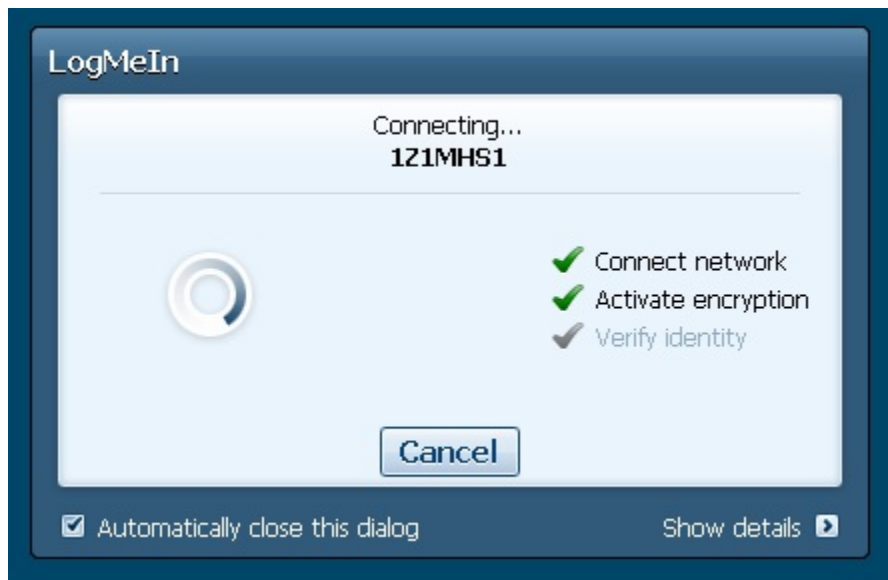 LogMeIn
Connecting...
1Z1MHS1
Connect network
Activate encryption
Verify identity
Cancel
Automatically close this dialog
Show details